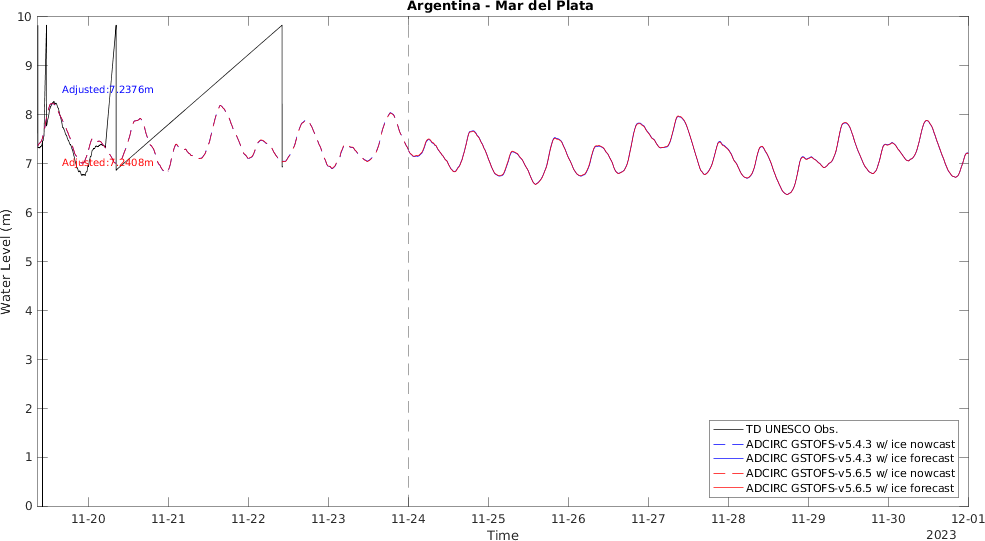 Argentina - Mar del Plata
10
9
8
7
6
5
4
3
2
1
0
Water Level (m)
Adjusted:7.2376m
Adjusted:7.2408m
TD UNESCO Obs.
ADCIRC GSTOFS-v5.4.3 w/ ice nowcast
ADCIRC GSTOFS-v5.4.3 w/ ice forecast
ADCIRC GSTOFS-v5.6.5 w/ ice nowcast
ADCIRC GSTOFS-v5.6.5 w/ ice forecast
11-20 11-21 11-22 11-23 11-24 11-25 11-26 11-27 11-28 11-29 11-30 12-01
Time
2023